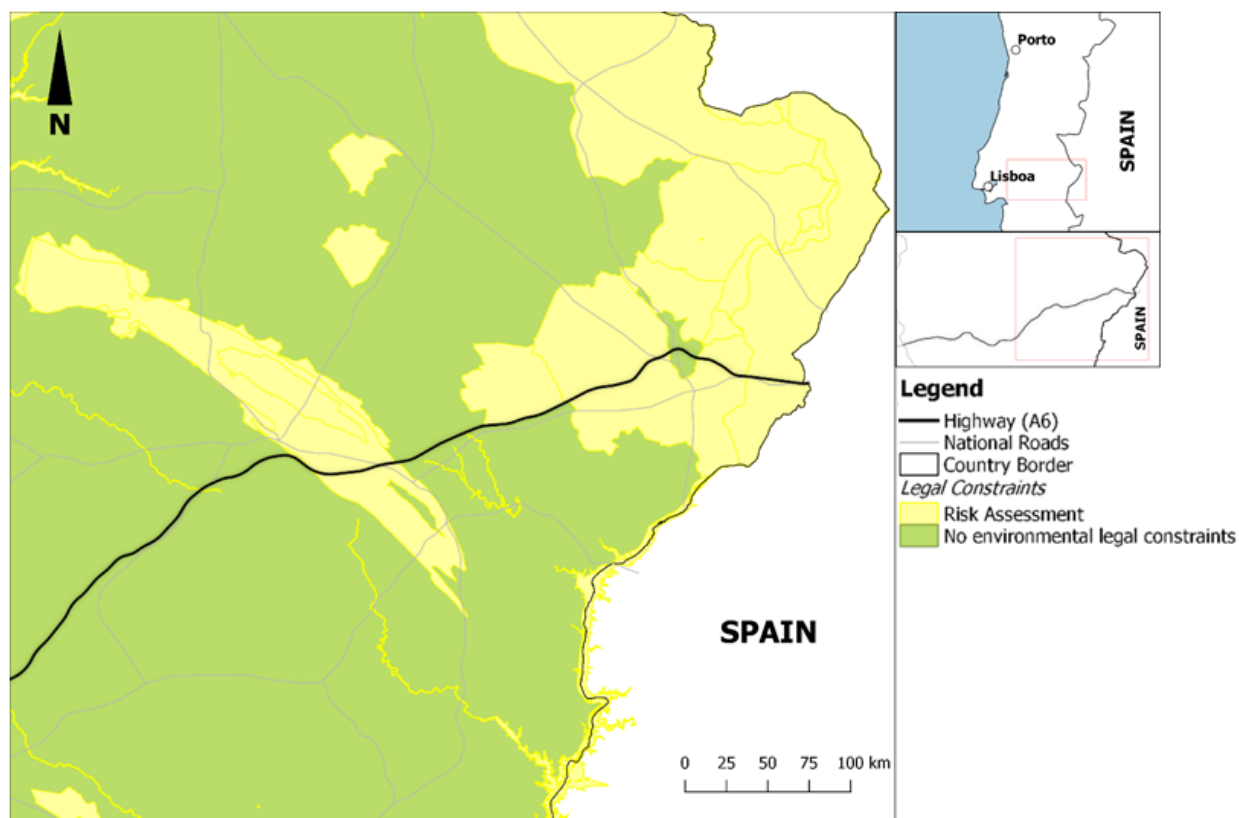 N
SPAIN
0 25 50 75 100 km
Porto
Lisboa
SPAIN
SPAIN
Legend
Highway (A6)
National Roads
Country Border
Legal Constraints
Risk Assessment
No environmental legal constraints